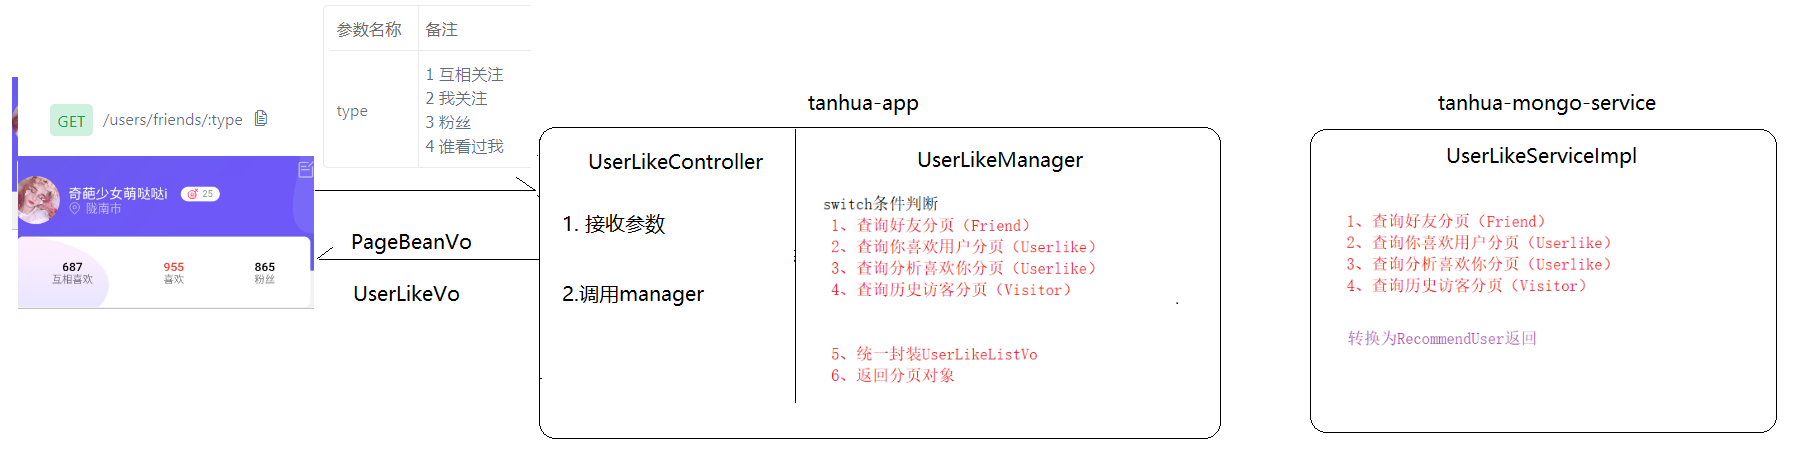 参数名称 备注
type
1 互相关注
2 我关注
3 粉丝
4 谁看过我
GET /users/friends/:type
奇葩少女萌哒哒i 25
陇南市
687 955 865
互相喜欢 喜欢 粉丝
PageBeanVo
UserLikeVo
tanhua-app
UserLikeController
1. 接收参数
2.调用manager
UserLikeManager
switch条件判断
1、查询好友分页（Friend）
2、查询你喜欢用户分页（Userlike）
3、查询分析喜欢你分页（Userlike）
4、查询历史访客分页（Visitor）
5、统一封装UserLikeListVo
6、返回分页对象
tanhua-mongo-service
UserLikeServiceImpl
1、查询好友分页（Friend）
2、查询你喜欢用户分页（Userlike）
3、查询分析喜欢你分页（Userlike）
4、查询历史访客分页（Visitor）
转换为RecommendUser返回